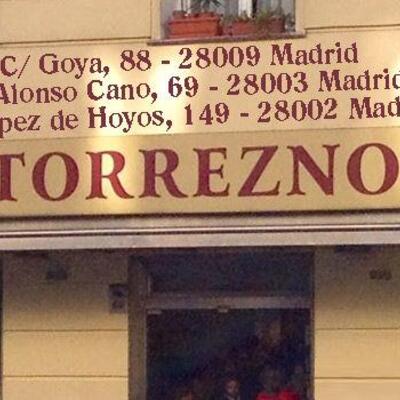 C/ Goya, 88 - 28009 Madrid
Alonso Cano, 69 - 28003 Madrid
pez de Hoyos, 149 - 28002 Mad
TORREZNO